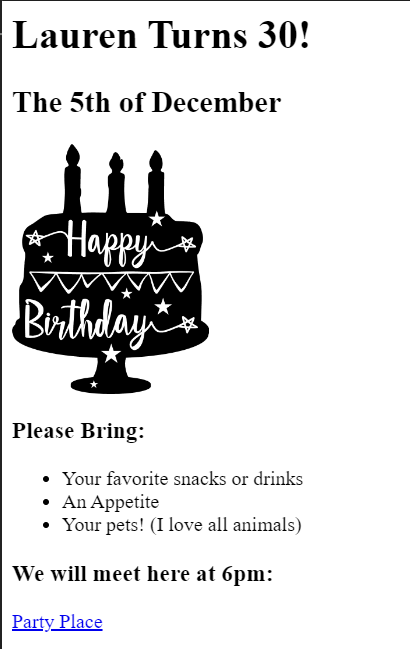 Lauren Turns 30!
The 5th of December
Happy
Birthday
Please Bring:
Your favorite snacks or drinks
An Appetite
Your pets! (I love all animals)
We will meet here at 6pm:
Party Place